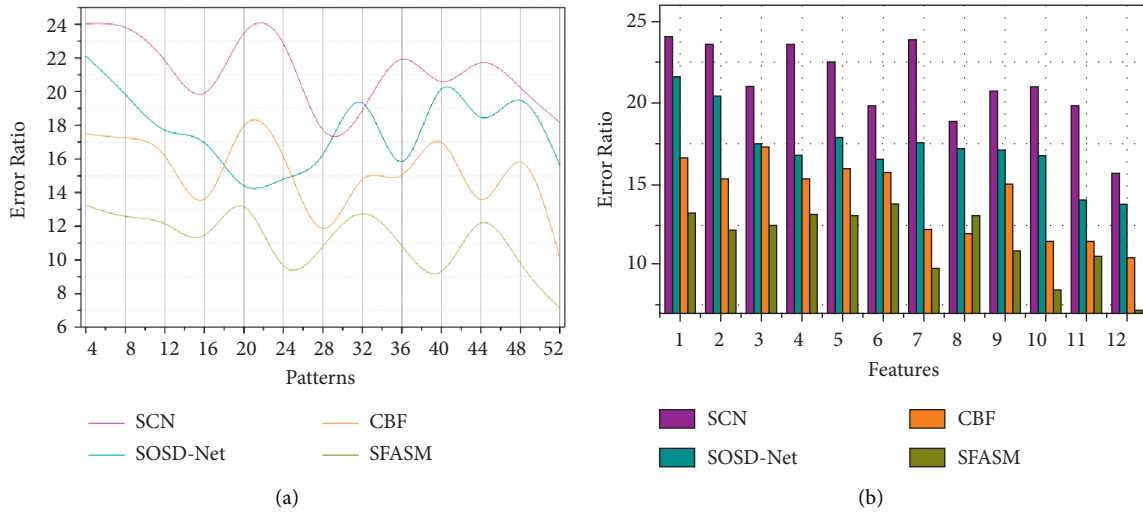 24
22
20
18
16
14
12
10
8
6
Error Ratio
4 8 12 16 20 24 28 32 36 40 44 48 52
Patterns
SCN CBF
SOSD-Net SFASM
(a)
25
20
15
10
Error Ratio
1 2 3 4 5 6 7 8 9 10 11 12
Features
SCN CBF
SOSD-Net SFASM
(b)